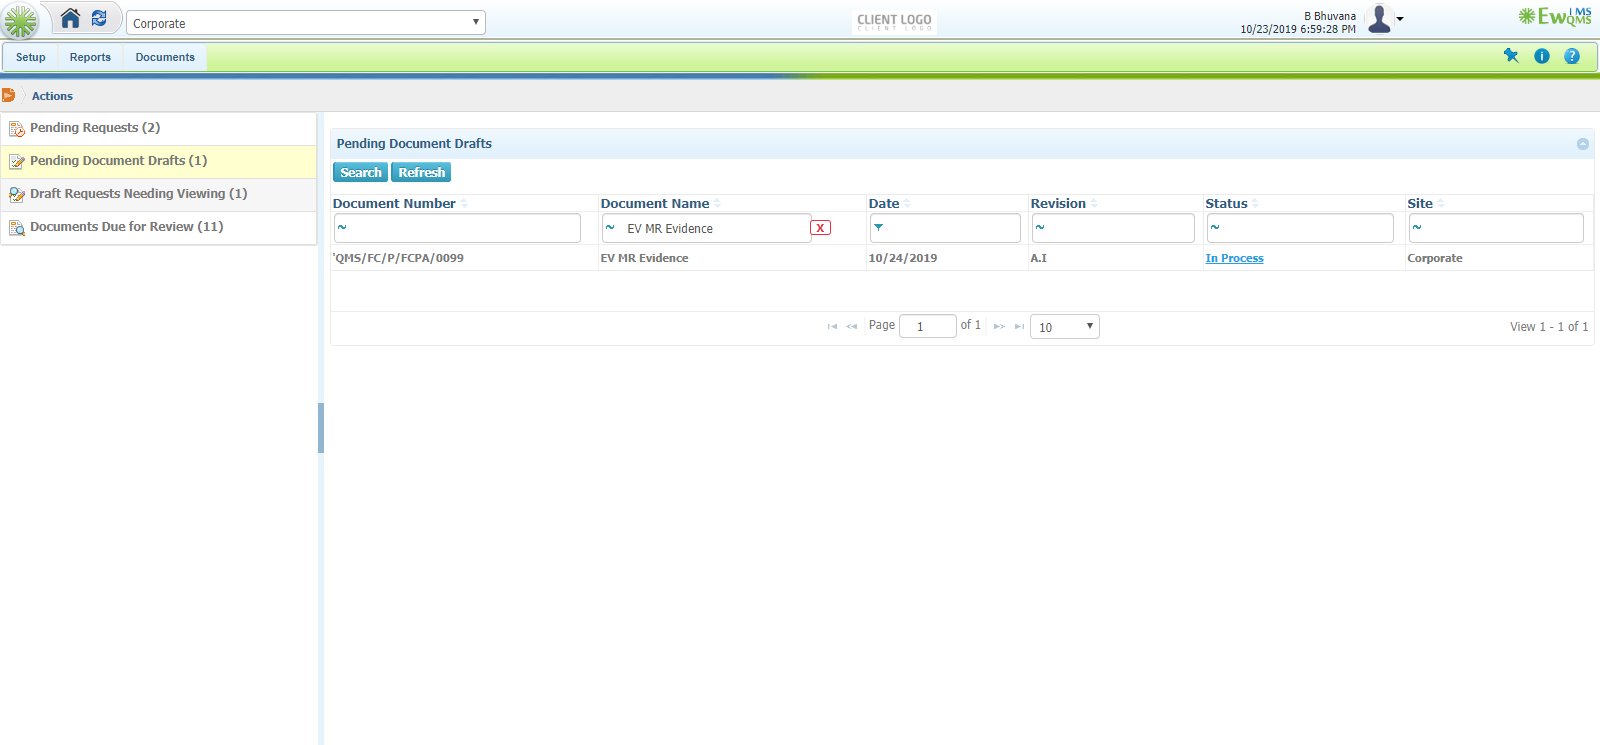 Corporate
CLIENT LOGO
CLIENT LOGO
B Bhuvana
10/23/2019 6:59:28 PM
EwQMS IMS
Setup Reports Documents
Actions
Pending Requests (2)
Pending Document Drafts (1)
Draft Requests Needing Viewing (1)
Documents Due for Review (11)
Pending Document Drafts
Search Refresh
Document Number Document Name Date Revision Status Site
~ ~ EV MR Evidence X ~ ~ ~
'QMS/FC/P/FCPA/0099 EV MR Evidence 10/24/2019 A.I In Process Corporate
Page 1 of 1 10 View 1 - 1 of 1